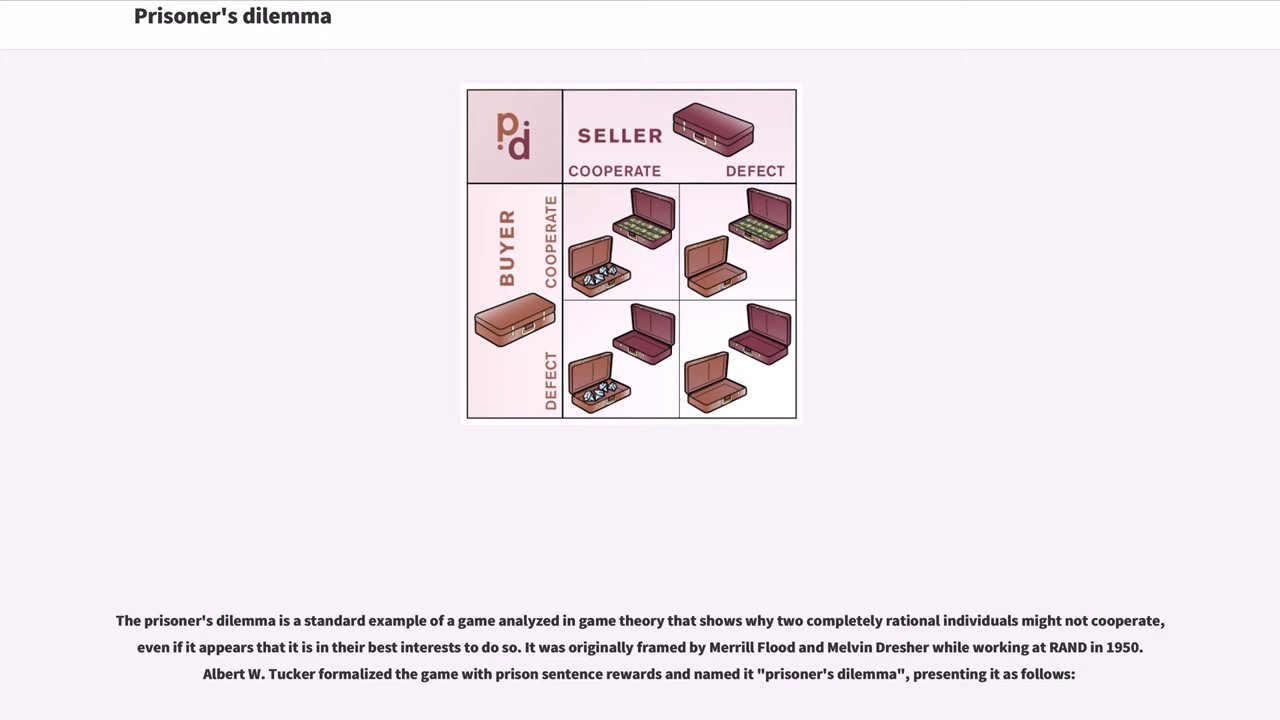 Prisoner's dilemma
pd
SELLER
COOPERATE DEFECT
BUYER
COOPERATE
DEFECT
The prisoner's dilemma is a standard example of a game analyzed in game theory that shows why two completely rational individuals might not cooperate,
even if it appears that it is in their best interests to do so. It was originally framed by Merrill Flood and Melvin Dresher while working at RAND in 1950.
Albert W. Tucker formalized the game with prison sentence rewards and named it "prisoner's dilemma", presenting it as follows: